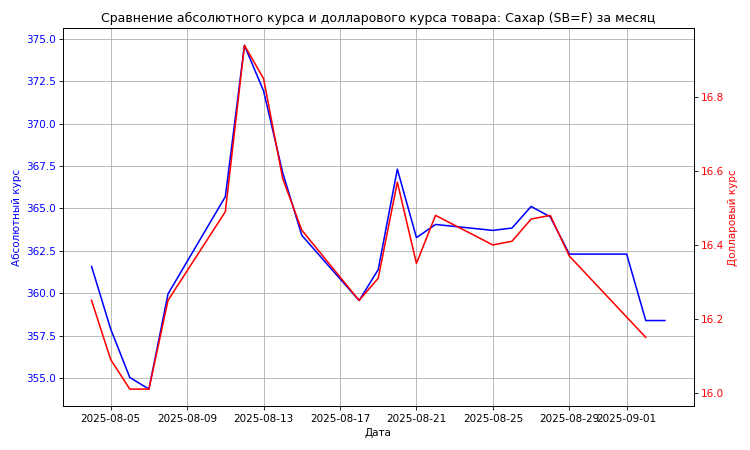 Сравнение абсолютного курса и долларового курса товара: Сахар (SB=F) за месяц
375.0
372.5
370.0
367.5
365.0
362.5
360.0
357.5
355.0
Абсолютный курс
16.8
16.6
16.4
16.2
16.0
Долларовый курс
2025-08-05 2025-08-09 2025-08-13 2025-08-17 2025-08-21 2025-08-25 2025-08-29 2025-09-01
Дата